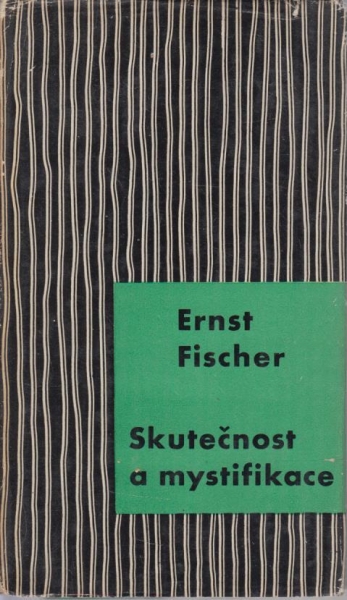 Ernst
Fischer
Skutečnost
a mystifikace